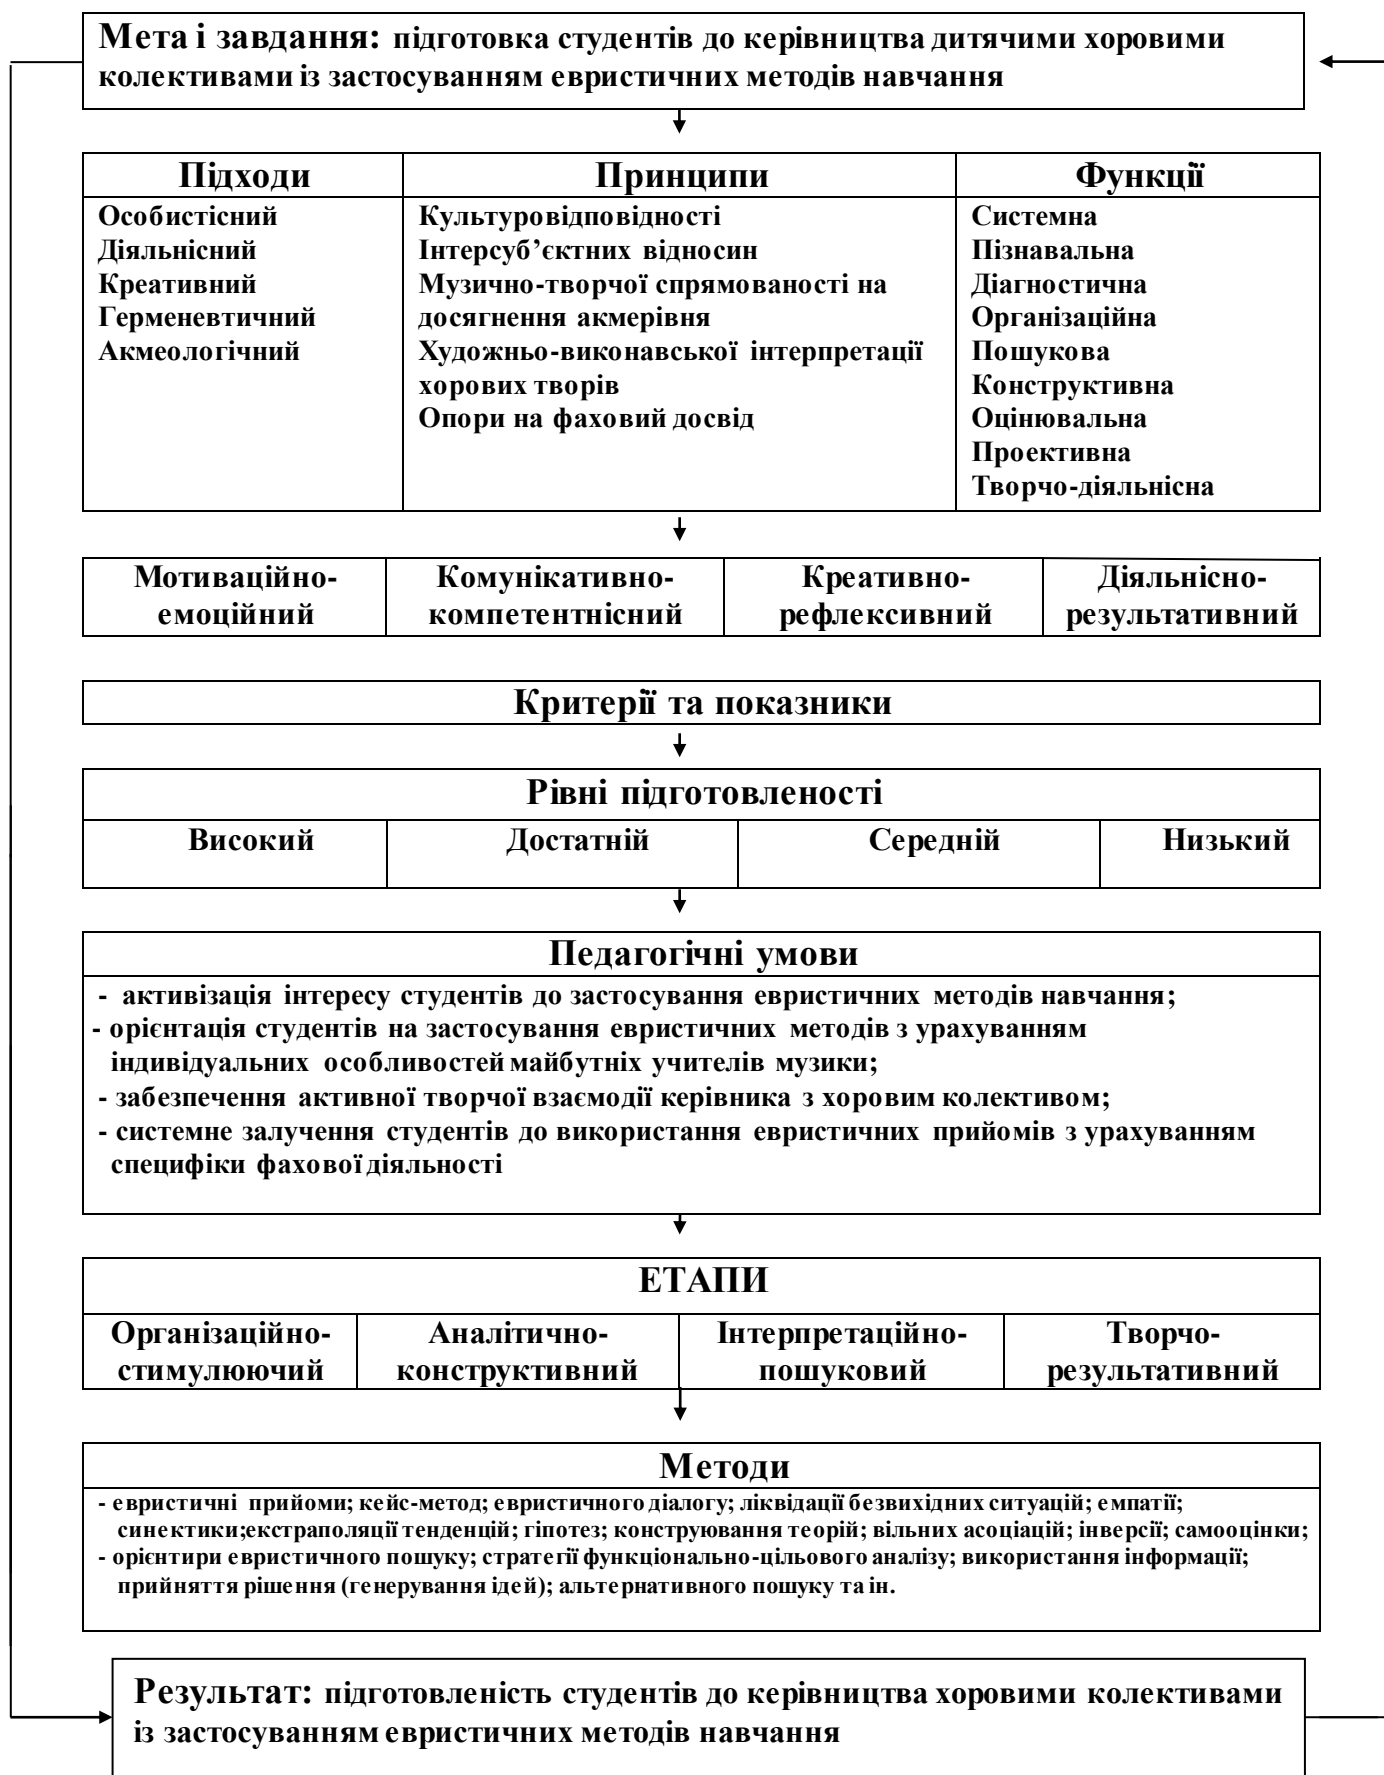 Мета і завдання: підготовка студентів до керівництва дитячими хоровими
колективами із застосуванням евристичних методів навчання
Підходи
Особистісний
Діяльнісний
Креативний
Герменевтичний
Акмеологічний
Принципи
Культуровідповідності
Інтерсуб’єктних відносин
Музично-творчої спрямованості на
досягнення акмерівня
Художньо-виконавської інтерпретації
хорових творів
Опори на фаховий досвід
Функції
Системна
Пізнавальна
Діагностична
Організаційна
Пошукова
Конструктивна
Оцінювальна
Проективна
Творчо-діяльнісна
Мотиваційно-
емоційний
Комунікативно-
компетентнісний
Креативно-
рефлексивний
Діяльнісно-
результативний
Критерії та показники
Рівні підготовленості
Високий
Достатній
Середній
Низький
Педагогічні умови
- активізація інтересу студентів до застосування евристичних методів навчання;
- орієнтація студентів на застосування евристичних методів з урахуванням
індивідуальних особливостей майбутніх учителів музики;
- забезпечення активної творчої взаємодії керівника з хоровим колективом;
- системне залучення студентів до використання евристичних прийомів з урахуванням
специфіки фахової діяльності
ЕТАПИ
Організаційно-
стимулюючий
Аналітично-
конструктивний
Інтерпретаційно-
пошуковий
Творчо-
результативний
Методи
- евристичні прийоми; кейс-метод; евристичного діалогу; ліквідації безвихідних ситуацій; емпатії;
синектики;екстраполяції тенденцій; гіпотез; конструювання теорій; вільних асоціацій; інверсії; самооцінки;
- орієнтири евристичного пошуку; стратегії функціонально-цільового аналізу; використання інформації;
прийняття рішення (генерування ідей); альтернативного пошуку та ін.
Результат: підготовленість студентів до керівництва хоровими колективами
із застосуванням евристичних методів навчання